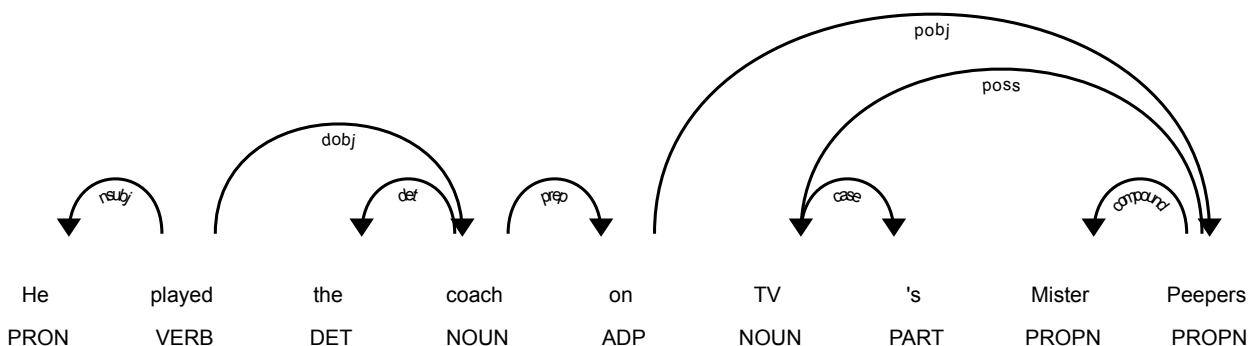 pobj
poss
dobj
nsubj det prep case compound
He played the coach on TV 's Mister Peepers
PRON VERB DET NOUN ADP NOUN PART PROPN PROPN